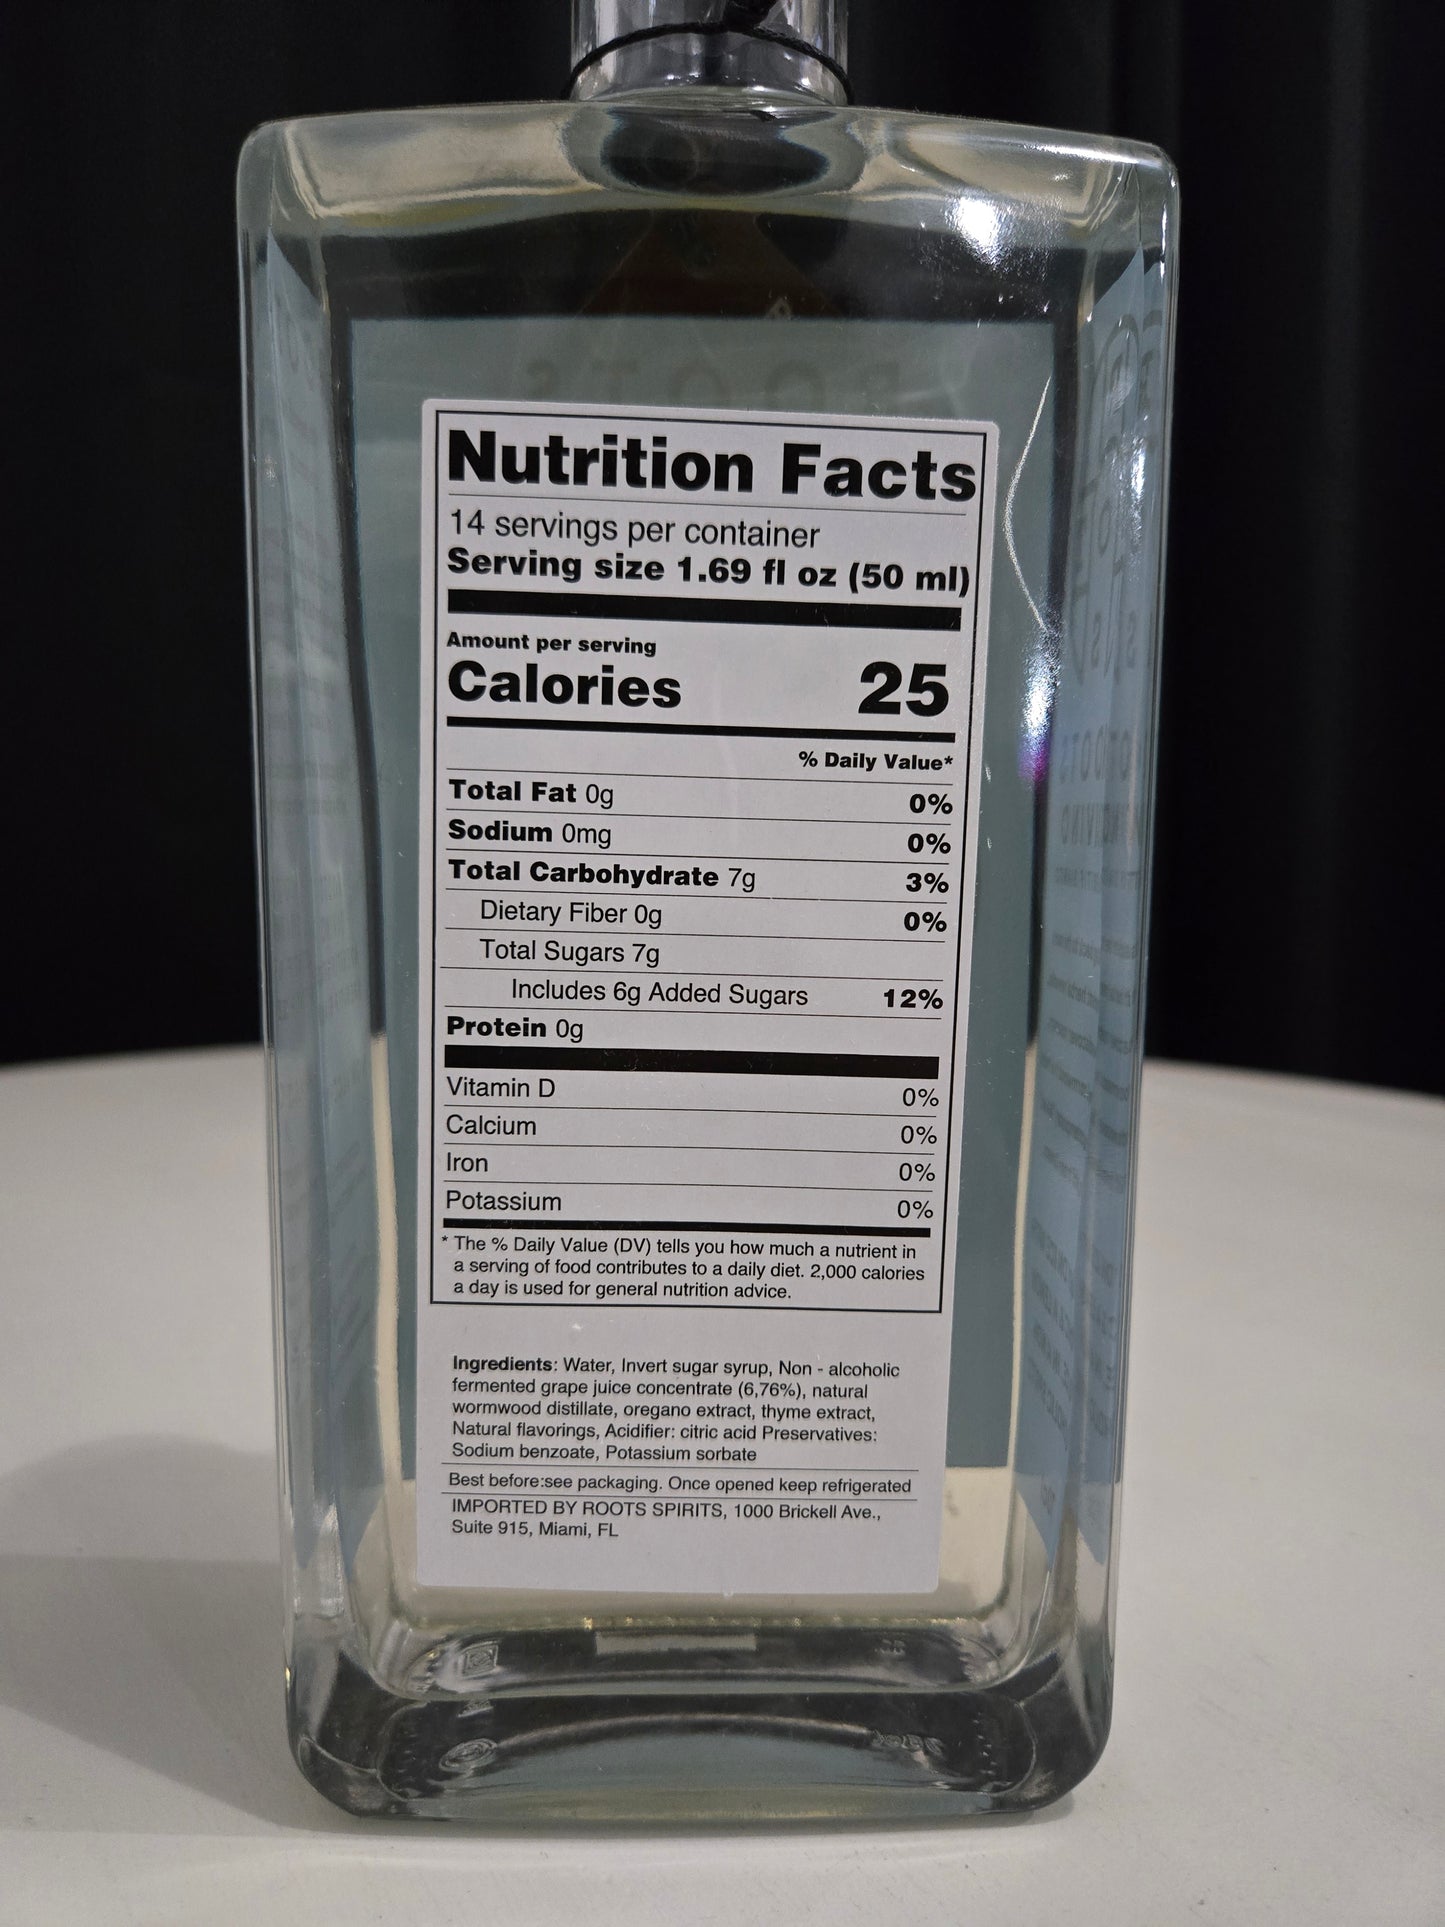 Nutrition Facts
14 servings per container
Serving size 1.69 fl oz (50 ml)
Amount per serving
Calories 25
% Daily Value*
Total Fat 0g 0%
Sodium 0mg 0%
Total Carbohydrate 7g 3%
Dietary Fiber 0g 0%
Total Sugars 7g
Includes 6g Added Sugars 12%
Protein 0g
Vitamin D 0%
Calcium 0%
Iron 0%
Potassium 0%
* The % Daily Value (DV) tells you how much a nutrient in
a serving of food contributes to a daily diet. 2,000 calories
a day is used for general nutrition advice.
Ingredients: Water, Invert sugar syrup, Non - alcoholic
fermented grape juice concentrate (6,76%), natural
wormwood distillate, oregano extract, thyme extract,
Natural flavorings, Acidifier: citric acid Preservatives:
Sodium benzoate, Potassium sorbate
Best before:see packaging. Once opened keep refrigerated
IMPORTED BY ROOTS SPIRITS, 1000 Brickell Ave.,
Suite 915, Miami, FL